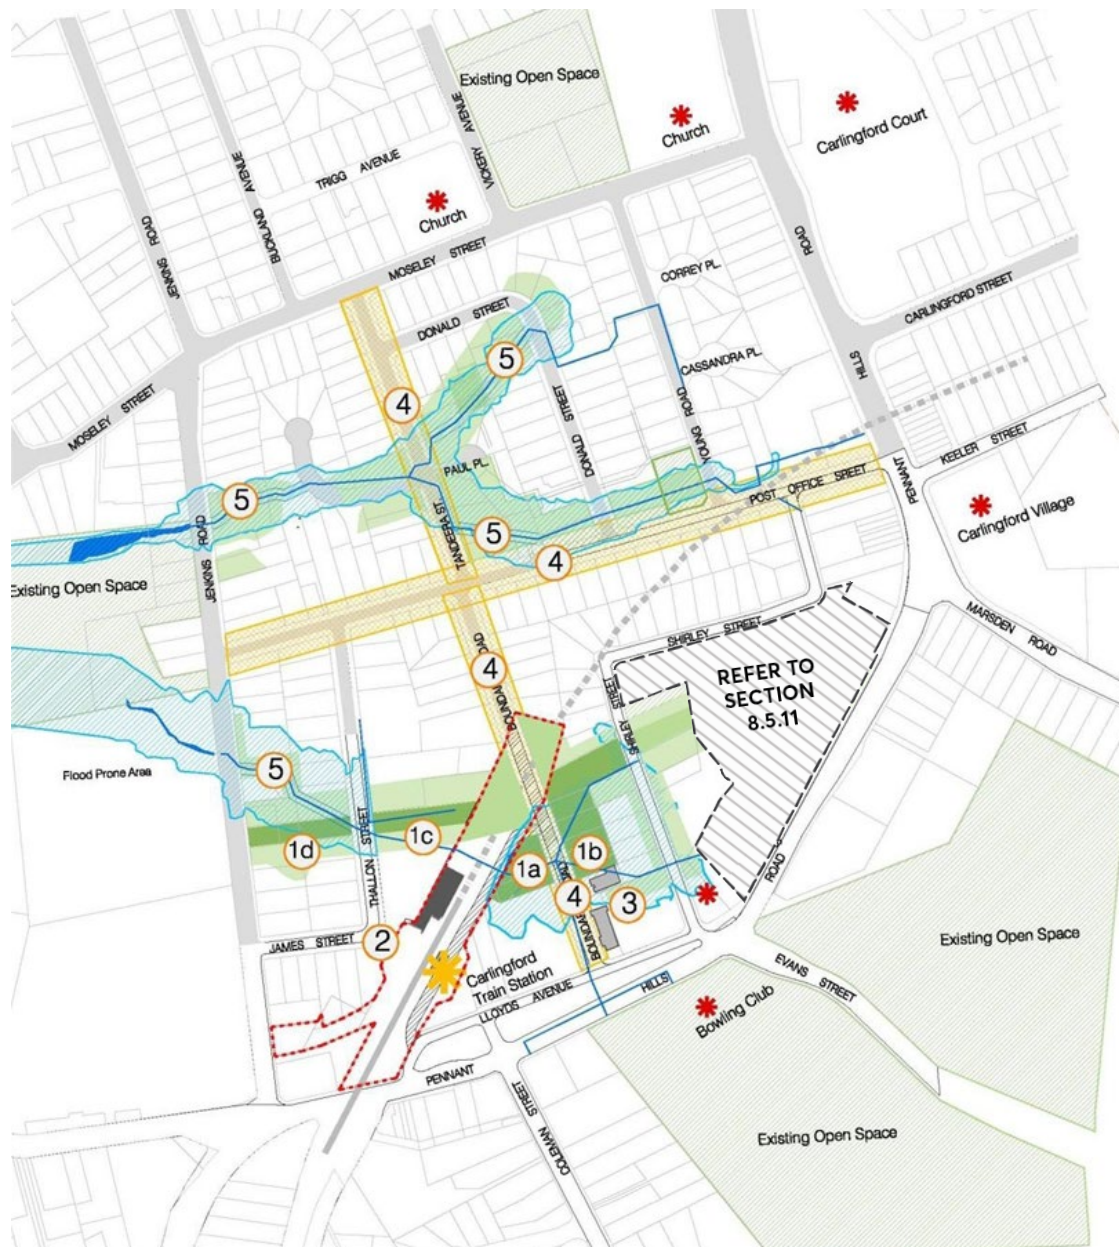 Existing Open Space
VICKERY AVENUE
Church
Carlingford Court
TRIGG AVENUE
BUCKLAND AVENUE
JENKINS ROAD
Church
MOSELEY STREET
ROAD
CORREY PL.
CARLINGFORD STREET
DONALD STREET
5
CASSANDRA PL.
HILLS
4
MOSELEY STREET
DONALD STREET
YOUNG ROAD
KEELER STREET
PAUL PL.
PENNANT
POST OFFICE SREET
5
Carlingford Village
ROAD
TANDERRA ST
5
4
Existing Open Space
JENKINS
MARSDEN ROAD
SHIRLEY STREET
4
REFER TO
SECTION
8.5.11
SHIRLEY STREET
Flood Prone Area
5
THALLON STREET
1d
1c
1a
1b
4
3
ROAD
JAMES STREET
2
Carlingford
Train Station
LLOYDS AVENUE
HILLS
EVANS STREET
Existing Open Space
Bowling Club
PENNANT
COLEMAN STREET
Existing Open Space